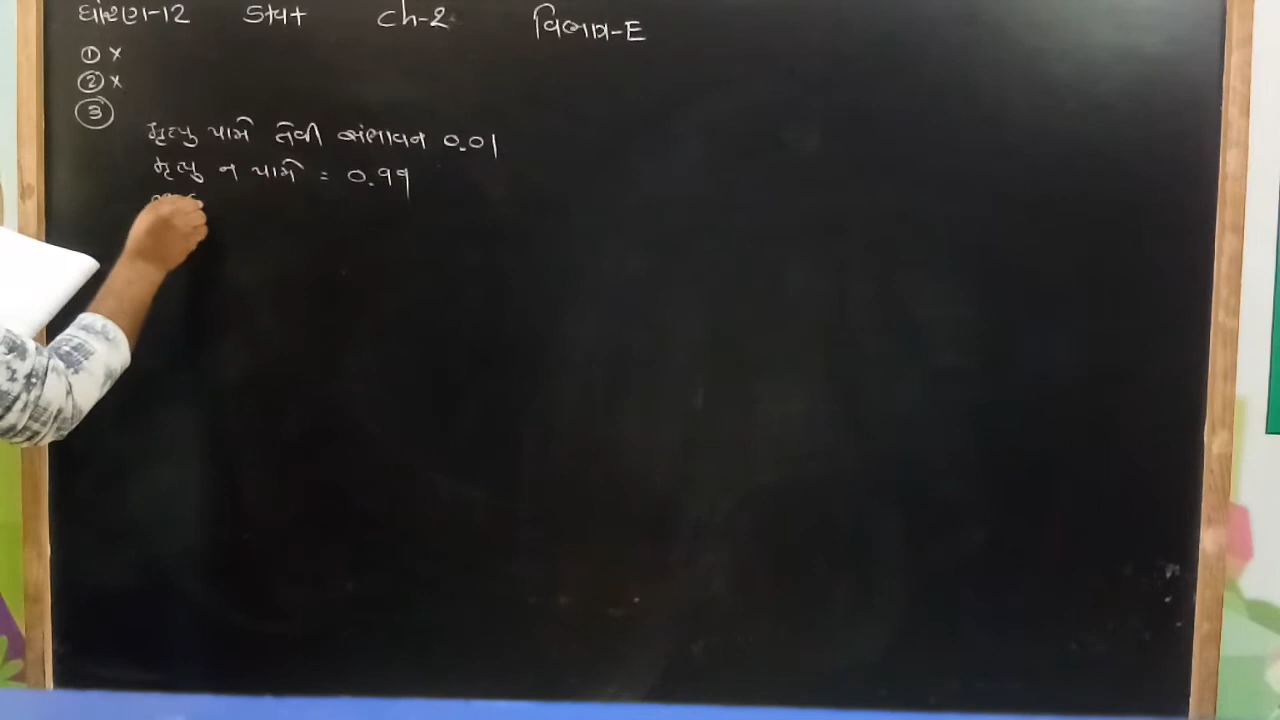 ધોરણ-12 Stat ch-2 વિભાગ-E
① ×
② ×
③
મૃત્યુ પામે તેની સંભાવના 0.01
મૃત્યુ ન પામે = 0.99